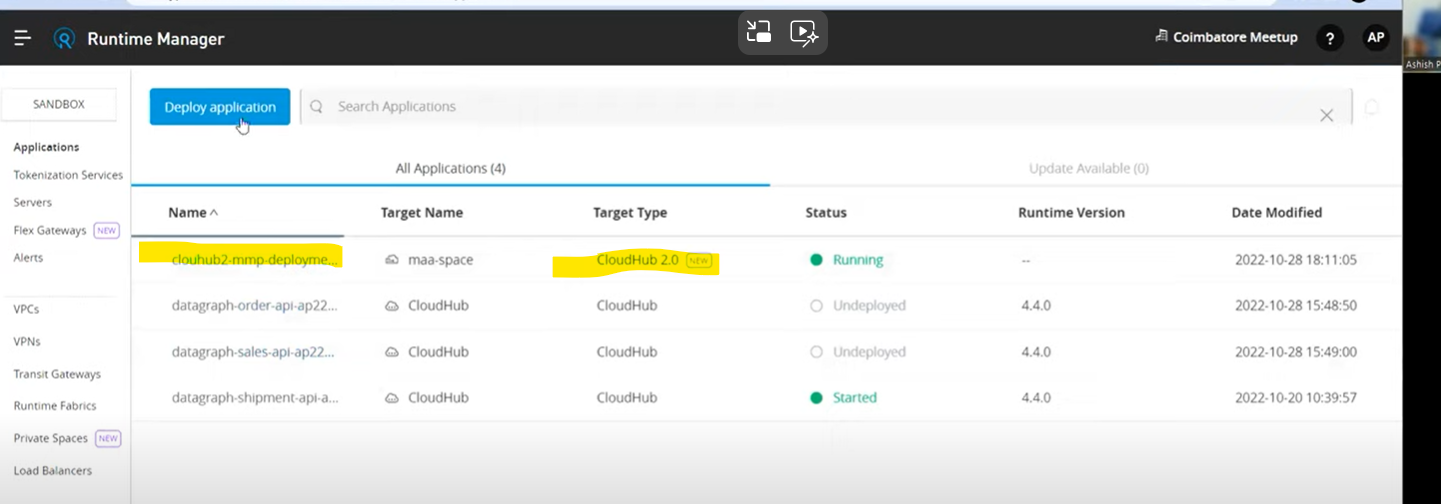 Runtime Manager
Coimbatore Meetup ? AP
Ashish P
SANDBOX
Applications
Tokenization Services
Servers
Flex Gateways NEW
Alerts
VPCs
VPNs
Transit Gateways
Runtime Fabrics
Private Spaces NEW
Load Balancers
Deploy application
Search Applications
All Applications (4) Update Available (0)
Name Target Name Target Type Status Runtime Version Date Modified
clouhub2-mmp-deployme... maa-space CloudHub 2.0 NEW Running -- 2022-10-28 18:11:05
datagraph-order-api-ap22... CloudHub CloudHub Undeployed 4.4.0 2022-10-28 15:48:50
datagraph-sales-api-ap22... CloudHub CloudHub Undeployed 4.4.0 2022-10-28 15:49:00
datagraph-shipment-api-a... CloudHub CloudHub Started 4.4.0 2022-10-20 10:39:57